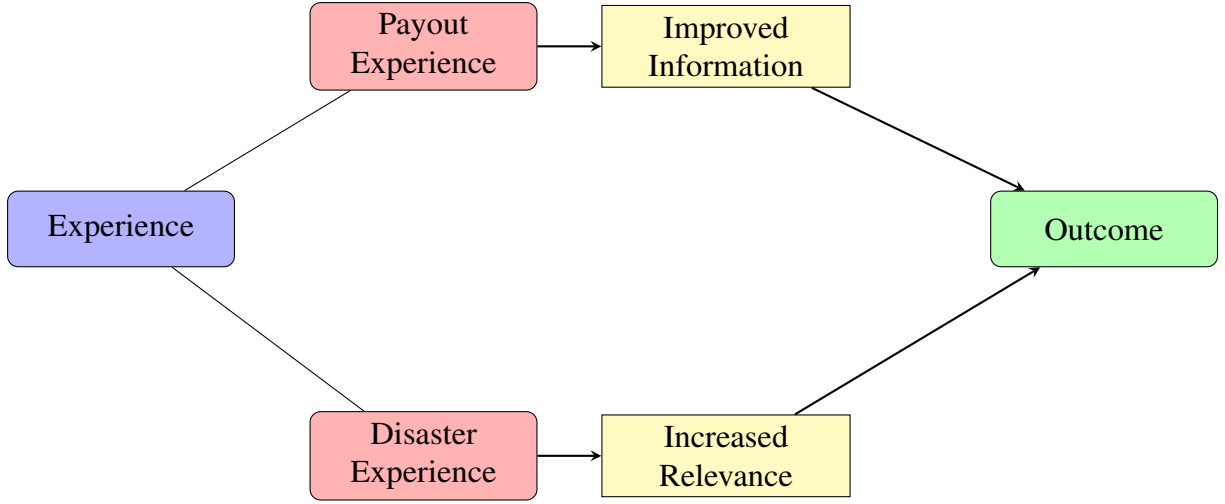 Payout
Experience
Improved
Information
Experience
Outcome
Disaster
Experience
Increased
Relevance